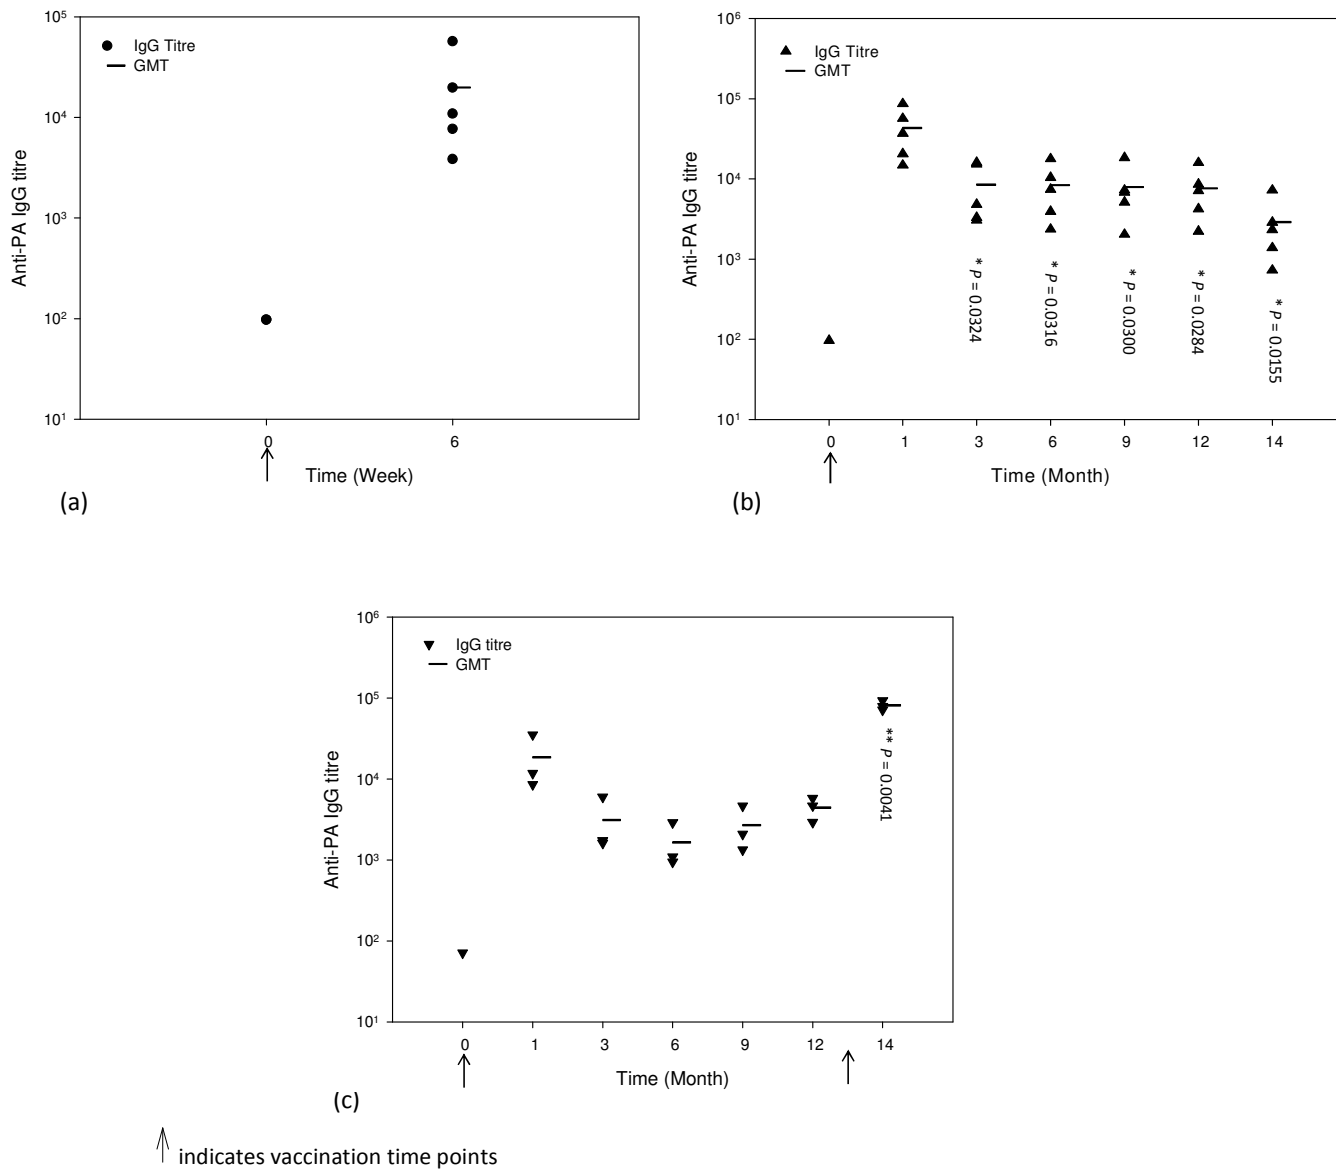 10⁵
10⁴
10³
10²
10¹
Anti-PA IgG titre
IgG Titre
GMT
0
6
Time (Week)
(a)
10⁶
10⁵
10⁴
10³
10²
10¹
Anti-PA IgG titre
IgG Titre
GMT
* P = 0.0324
* P = 0.0316
* P = 0.0300
* P = 0.0284
* P = 0.0155
0 1 3 6 9 12 14
Time (Month)
(b)
10⁶
10⁵
10⁴
10³
10²
10¹
Anti-PA IgG titre
IgG titre
GMT
*** P = 0.0041
0 1 3 6 9 12 14
Time (Month)
(c)
indicates vaccination time points